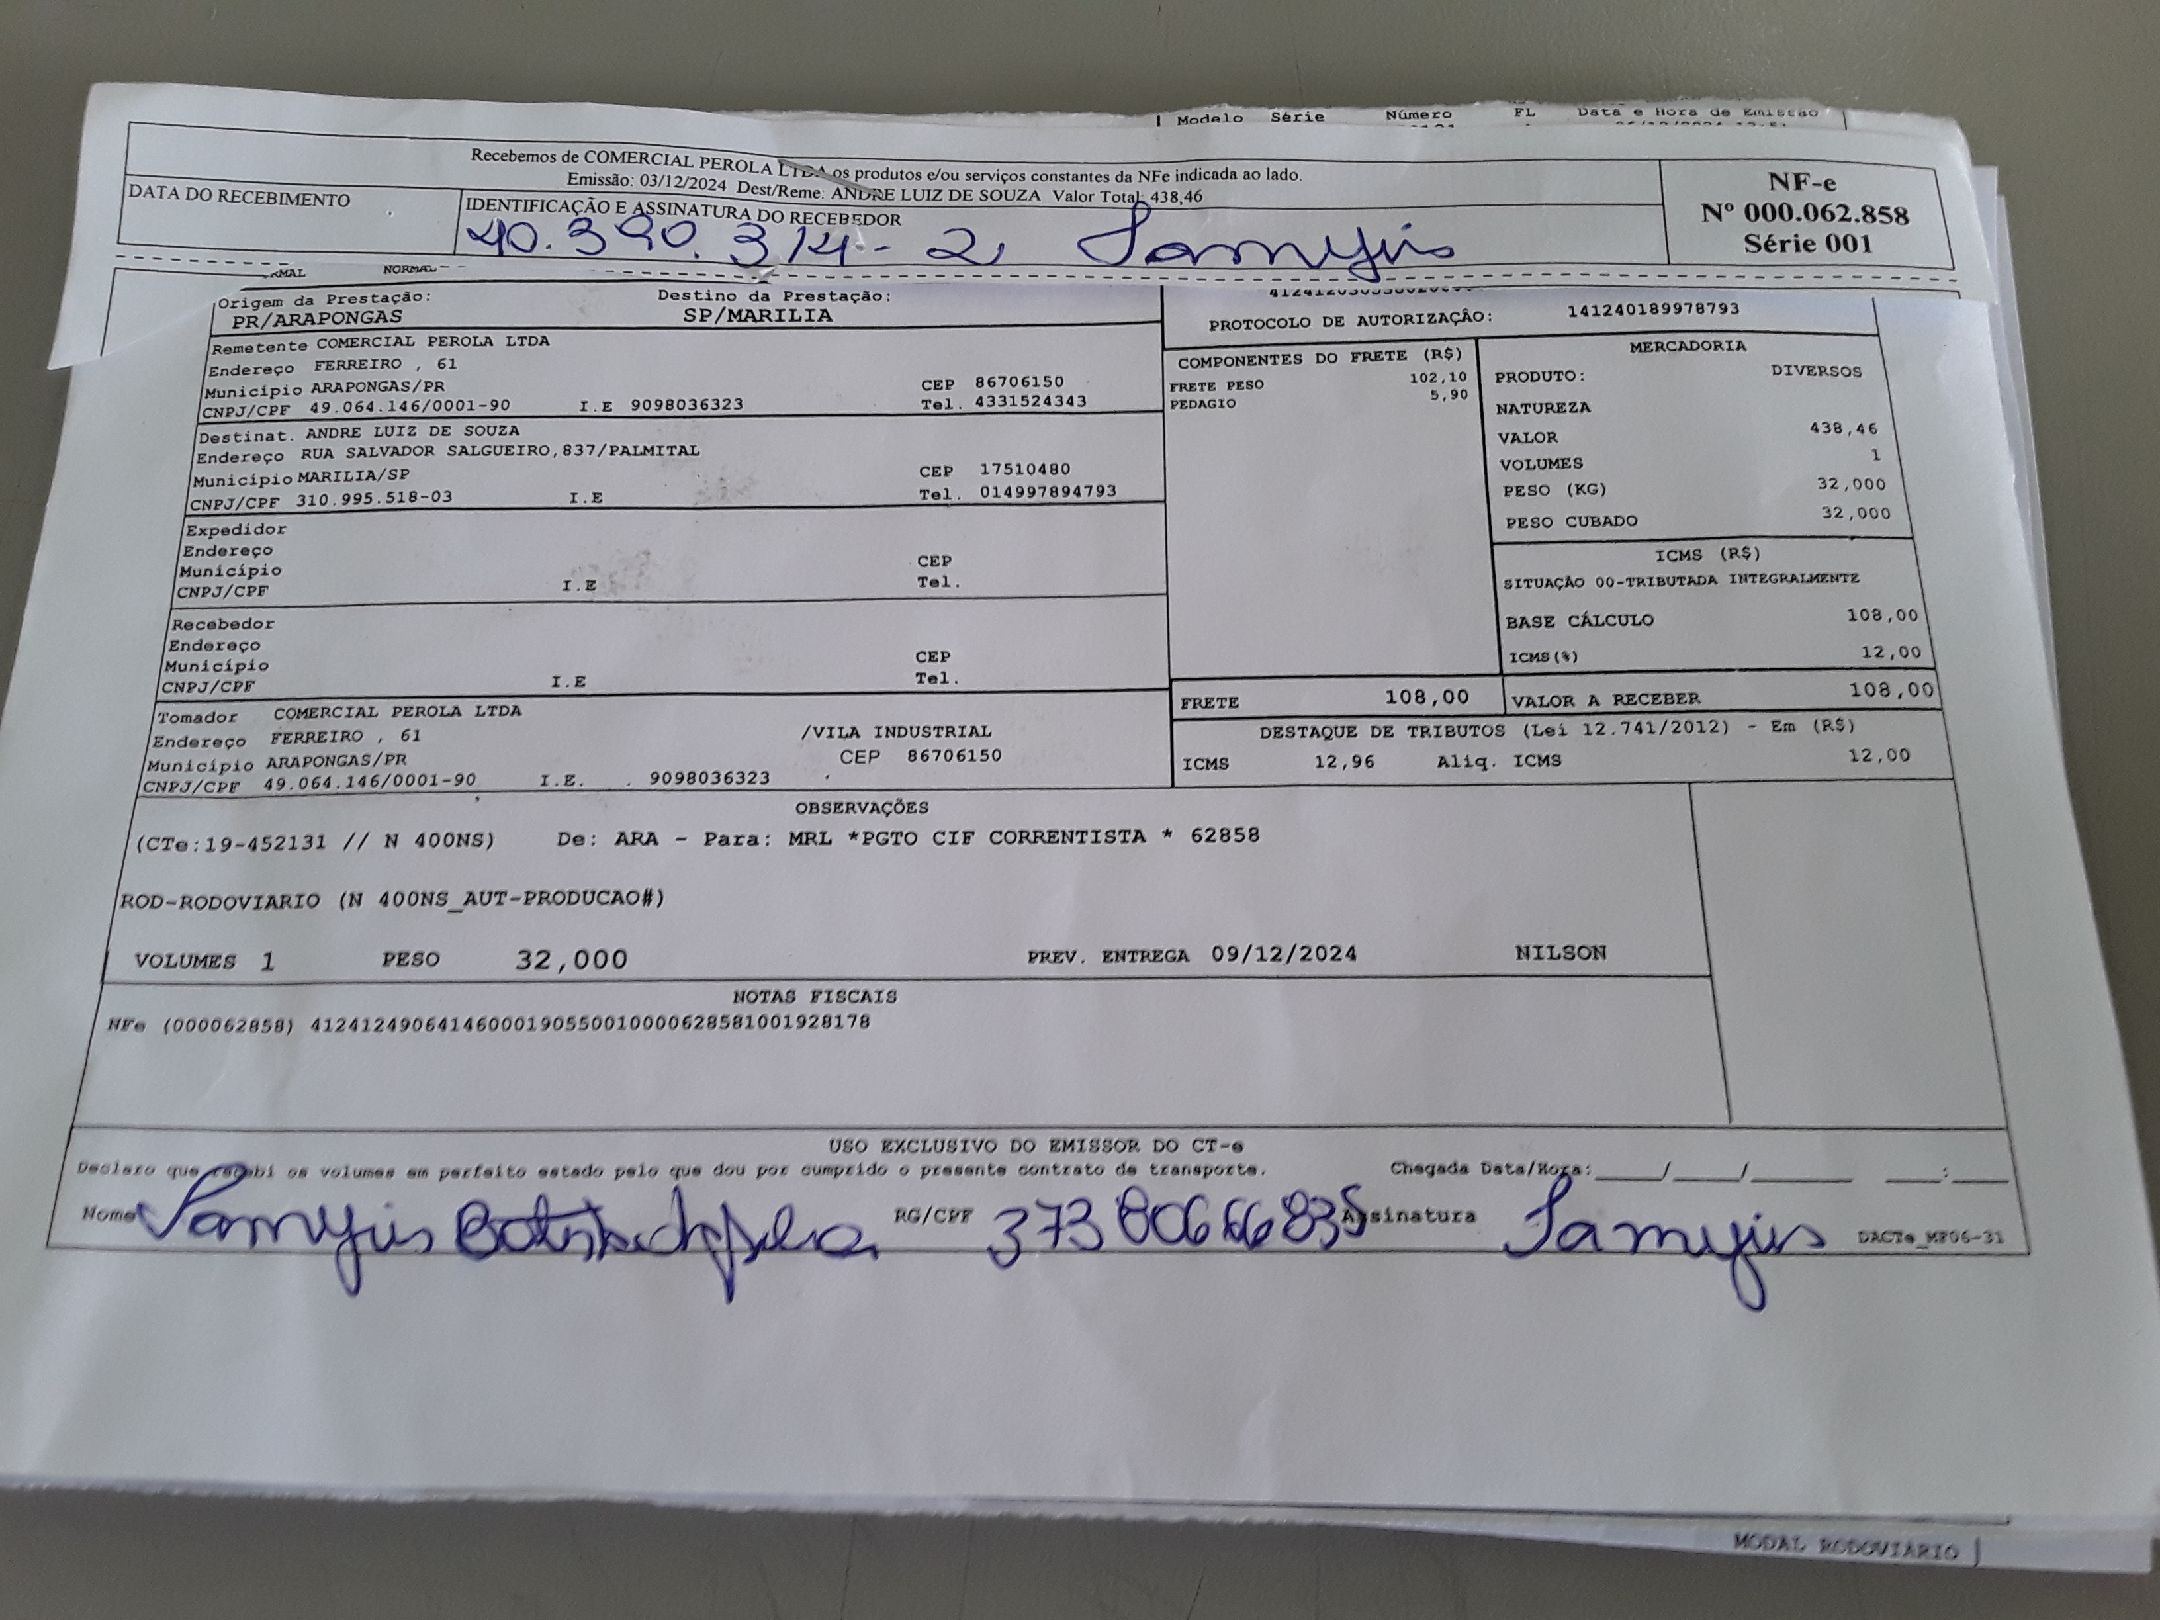 Modelo Série Número FL Data e Hora de Emissão
Recebemos de COMERCIAL PEROLA LTDA os produtos e/ou serviços constantes da NFe indicada ao lado.
Emissão: 03/12/2024 Dest/Reme: ANDRE LUIZ DE SOUZA Valor Total: 438,46
NF-e
Nº 000.062.858
Série 001
DATA DO RECEBIMENTO
IDENTIFICAÇÃO E ASSINATURA DO RECEBEDOR
40.390.314-2
NORMAL
Origem da Prestação: Destino da Prestação:
PR/ARAPONGAS SP/MARILIA
PROTOCOLO DE AUTORIZAÇÃO: 141240189978793
Remetente COMERCIAL PEROLA LTDA
Endereço FERREIRO , 61
Município ARAPONGAS/PR CEP 86706150
CNPJ/CPF 49.064.146/0001-90 I.E 9098036323 Tel. 4331524343
Destinat. ANDRE LUIZ DE SOUZA
Endereço RUA SALVADOR SALGUEIRO,837/PALMITAL
Município MARILIA/SP CEP 17510480
CNPJ/CPF 310.995.518-03 I.E Tel. 014997894793
Expedidor
Endereço
Município CEP
CNPJ/CPF I.E Tel.
Recebedor
Endereço
Município CEP
CNPJ/CPF I.E Tel.
Tomador COMERCIAL PEROLA LTDA
Endereço FERREIRO , 61 /VILA INDUSTRIAL
Município ARAPONGAS/PR CEP 86706150
CNPJ/CPF 49.064.146/0001-90 I.E. . 9098036323
COMPONENTES DO FRETE (R$)
FRETE PESO 102,10
PEDAGIO 5,90
MERCADORIA
PRODUTO: DIVERSOS
NATUREZA
VALOR 438,46
VOLUMES 1
PESO (KG) 32,000
PESO CUBADO 32,000
ICMS (R$)
SITUAÇÃO 00-TRIBUTADA INTEGRALMENTE
BASE CÁLCULO 108,00
ICMS(%) 12,00
FRETE 108,00 VALOR A RECEBER 108,00
DESTAQUE DE TRIBUTOS (Lei 12.741/2012) - Em (R$)
ICMS 12,96 Aliq. ICMS 12,00
OBSERVAÇÕES
(CTe:19-452131 // N 400NS) De: ARA - Para: MRL *PGTO CIF CORRENTISTA * 62858
ROD-RODOVIARIO (N 400NS_AUT-PRODUCAO#)
VOLUMES 1 PESO 32,000 PREV. ENTREGA 09/12/2024 NILSON
NOTAS FISCAIS
NFe (000062858) 41241249064146000190550010000628581001928178
USO EXCLUSIVO DO EMISSOR DO CT-e
Declaro que recebi os volumes em perfeito estado pelo que dou por cumprido o presente contrato de transporte. Chegada Data/Hora: ____/____/______ ___:___
Nome RG/CPF Assinatura DACTe_MP06-31
MODAL RODOVIARIO